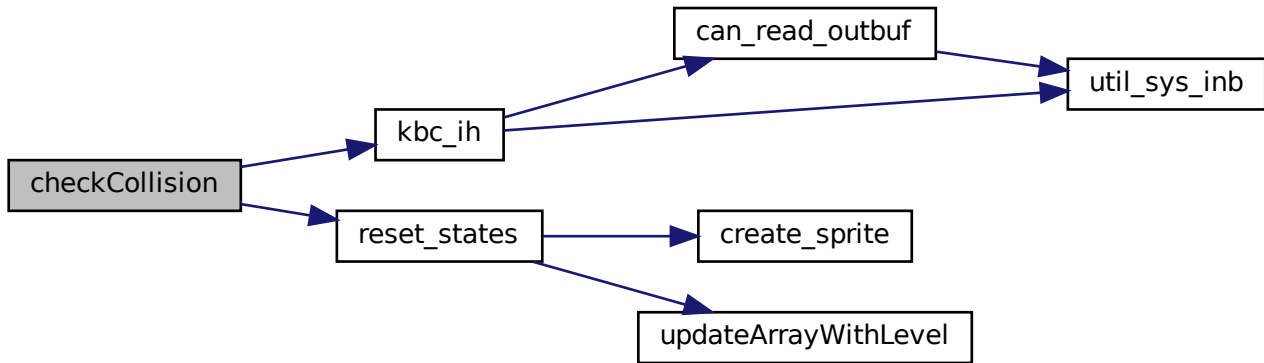 checkCollision
kbc_ih
can_read_outbuf
util_sys_inb
reset_states
create_sprite
updateArrayWithLevel